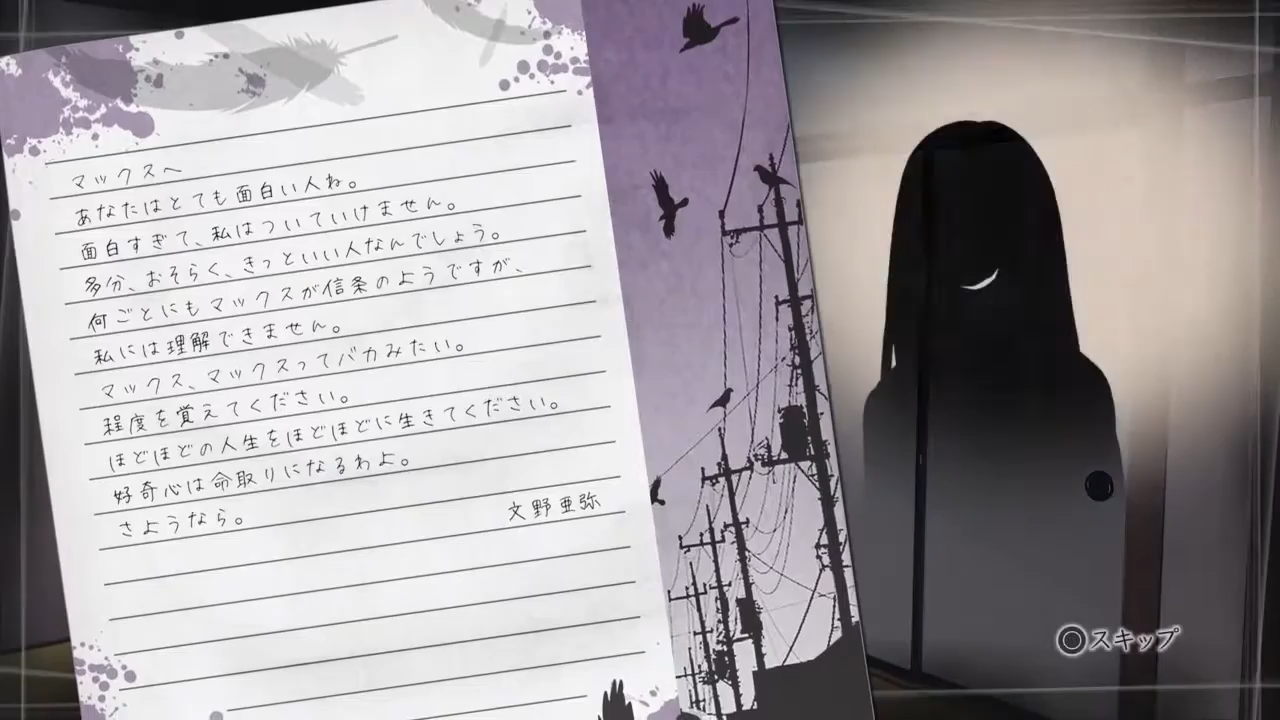 マックスへ
あなたはとても面白い人ね。
面白すぎて、私はついていけません。
多分、おそらく、きっといい人なんでしょう。
何ごとにもマックスが信条のようですが、
私には理解できません。
マックス、マックスってバカみたい。
程度を覚えてください。
ほどほどの人生をほどほどに生きてください。
好奇心は命取りになるわよ。
さようなら。
文野亜弥
スキップ